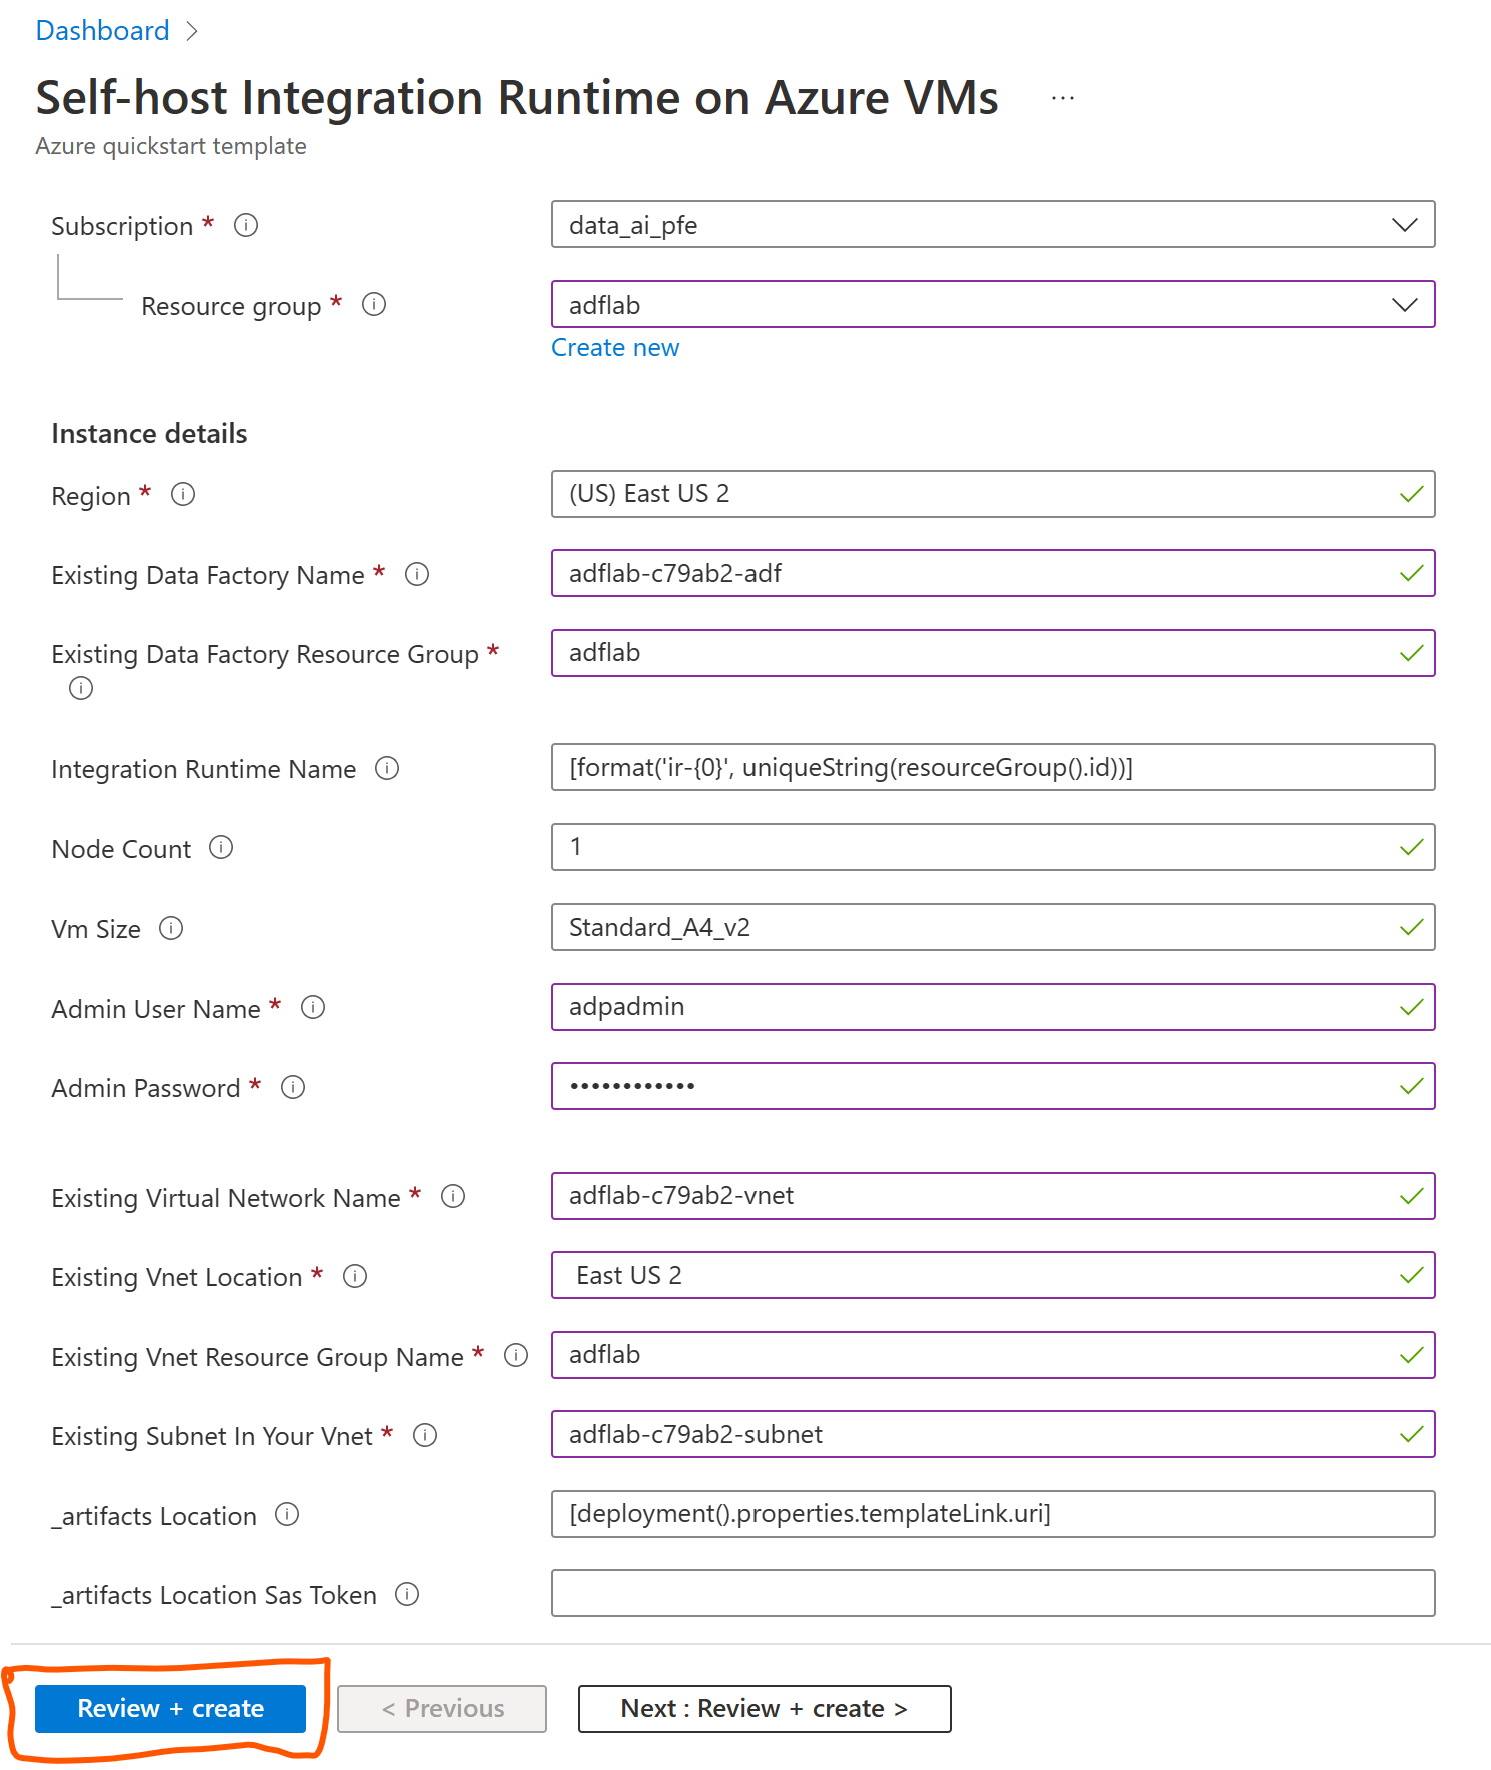 Dashboard >
Self-host Integration Runtime on Azure VMs ...
Azure quickstart template
Subscription * data_ai_pfe
Resource group * adflab
Create new
Instance details
Region * (US) East US 2
Existing Data Factory Name * adflab-c79ab2-adf
Existing Data Factory Resource Group * adflab
Integration Runtime Name [format('ir-{0}', uniqueString(resourceGroup().id))]
Node Count 1
Vm Size Standard_A4_v2
Admin User Name * adpadmin
Admin Password * ••••••••••••
Existing Virtual Network Name * adflab-c79ab2-vnet
Existing Vnet Location * East US 2
Existing Vnet Resource Group Name * adflab
Existing Subnet In Your Vnet * adflab-c79ab2-subnet
_artifacts Location [deployment().properties.templateLink.uri]
_artifacts Location Sas Token
Review + create < Previous Next : Review + create >